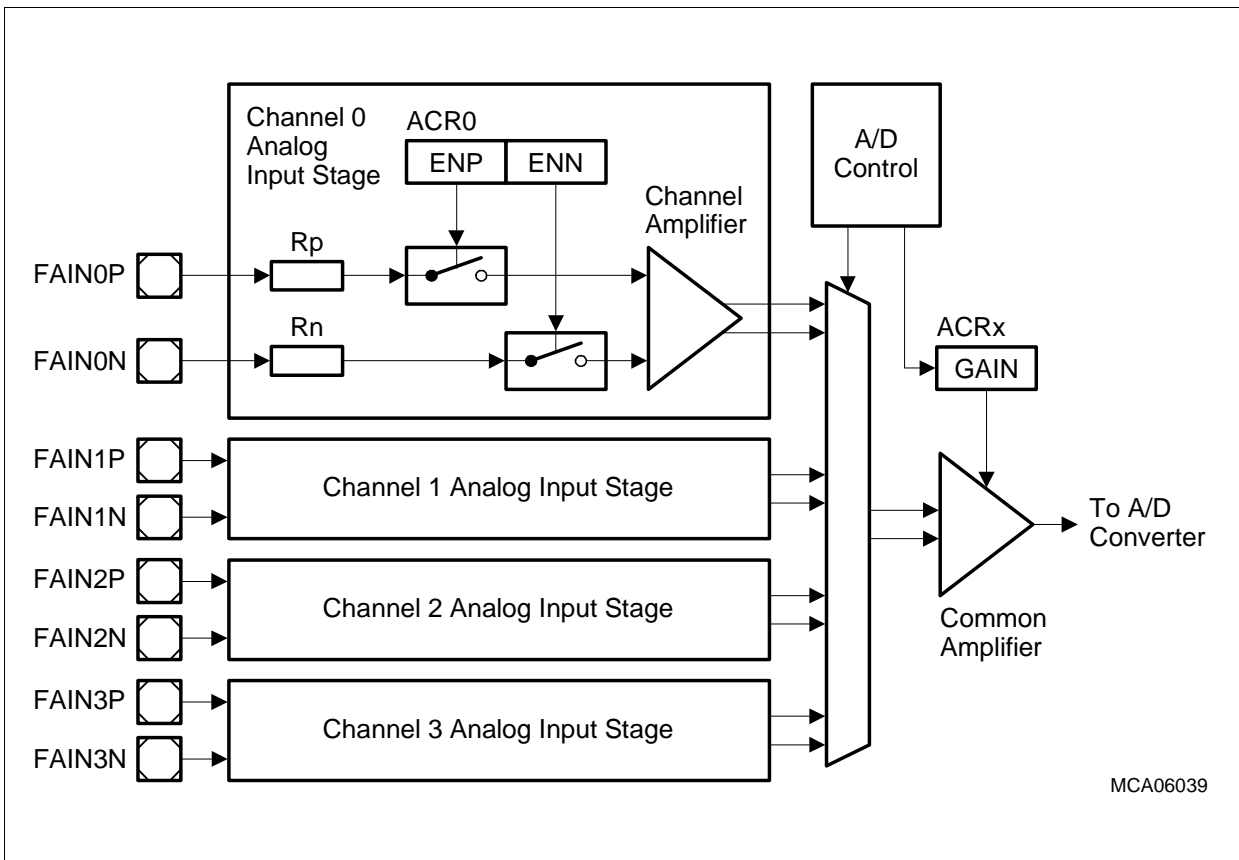 Channel 0
Analog
Input Stage
ACR0
ENP
ENN
Channel
Amplifier
A/D
Control
Rp
FAIN0P
Rn
FAIN0N
ACRx
GAIN
FAIN1P
Channel 1 Analog Input Stage
FAIN1N
To A/D
Converter
FAIN2P
Channel 2 Analog Input Stage
FAIN2N
Common
Amplifier
FAIN3P
Channel 3 Analog Input Stage
FAIN3N
MCA06039